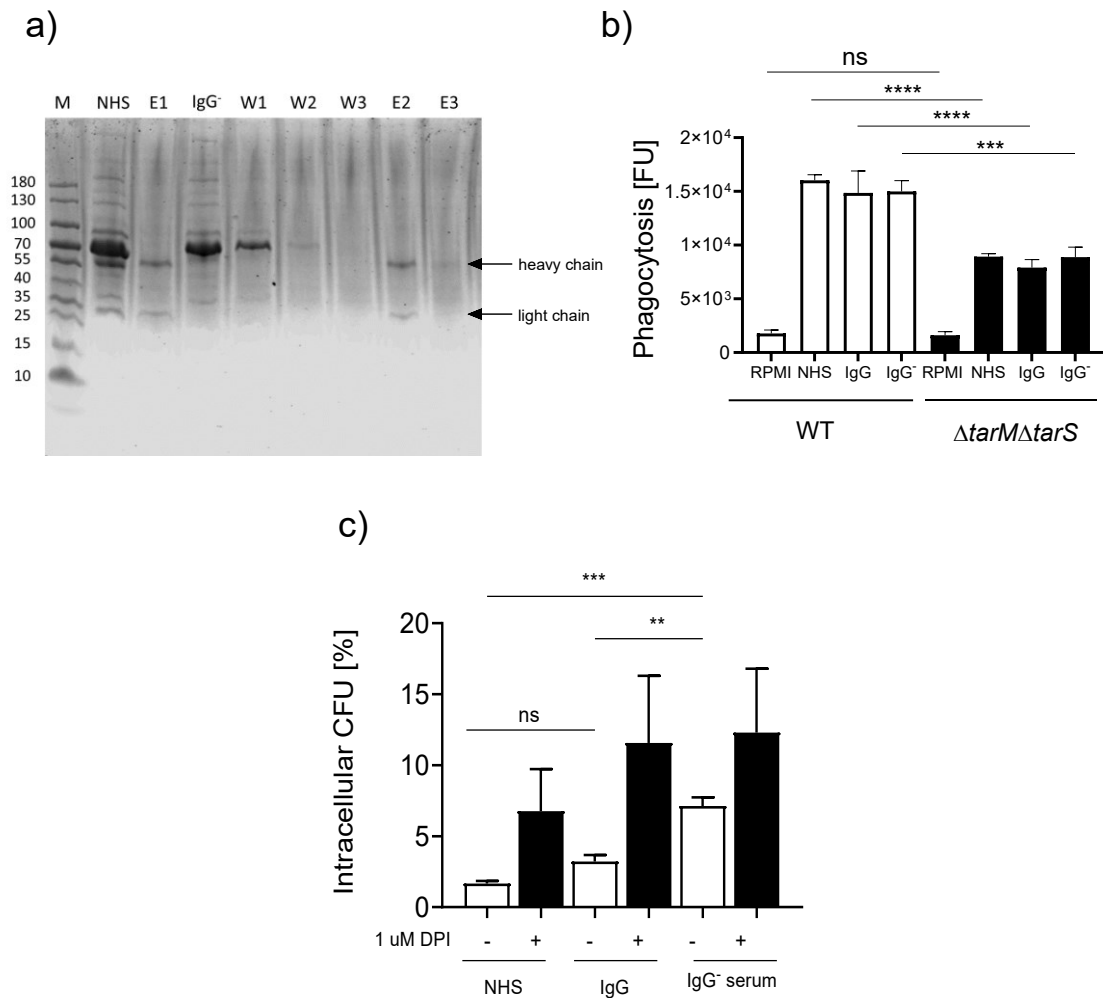 a)
M NHS E1 IgG- W1 W2 W3 E2 E3
180
130
100
70
55
40
35
25
15
10
heavy chain
light chain
b)
ns
****
****
***
Phagocytosis [FU]
2×10⁴
1.5×10⁴
1×10⁴
5×10³
0
RPMI NHS IgG IgG- RPMI NHS IgG IgG-
WT ΔtarMΔtarS
c)
***
**
ns
Intracellular CFU [%]
20
15
10
5
0
1 uM DPI - + - + - +
NHS IgG IgG- serum